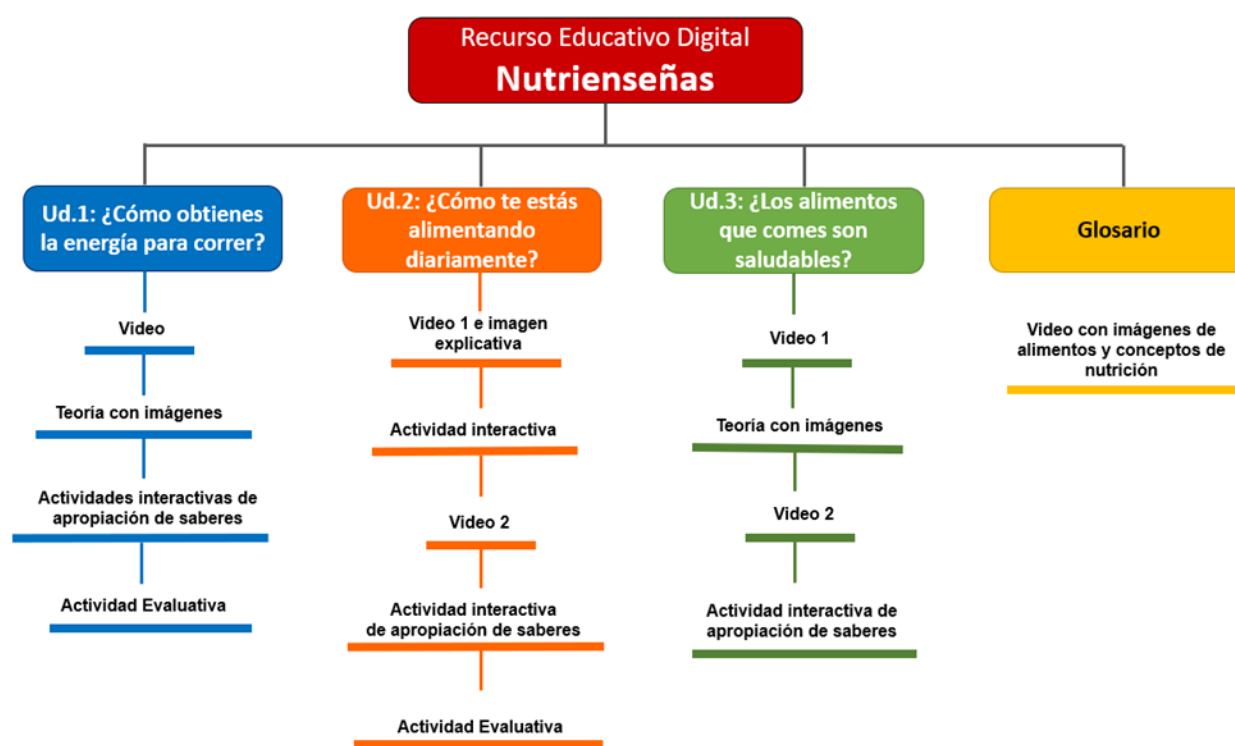 Recurso Educativo Digital
Nutrienseñas
Ud.1: ¿Cómo obtienes
la energía para correr?
Video
Teoría con imágenes
Actividades interactivas de
apropiación de saberes
Actividad Evaluativa
Ud.2: ¿Cómo te estás
alimentando
diariamente?
Video 1 e imagen
explicativa
Actividad interactiva
Video 2
Actividad interactiva
de apropiación de saberes
Actividad Evaluativa
Ud.3: ¿Los alimentos
que comes son
saludables?
Video 1
Teoría con imágenes
Video 2
Actividad interactiva de
apropiación de saberes
Glosario
Video con imágenes de
alimentos y conceptos de
nutrición